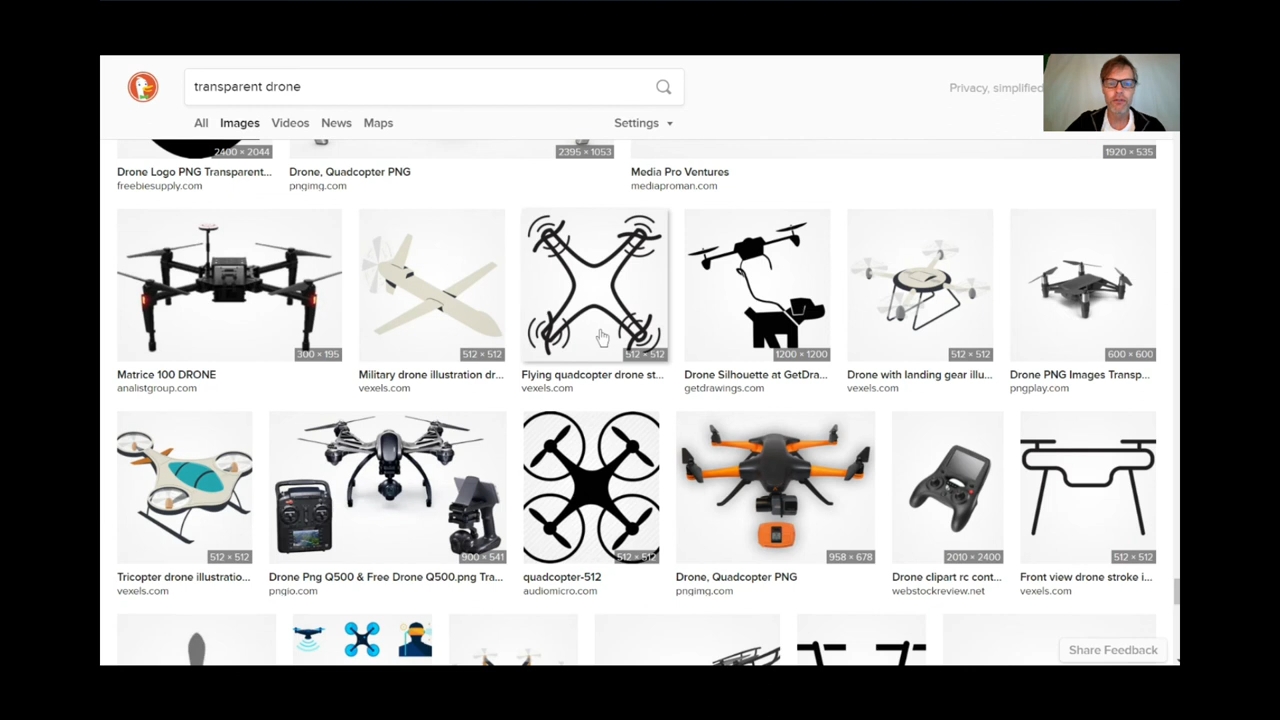 transparent drone
Privacy, simplified
All Images Videos News Maps Settings
2400 × 2044
2395 × 1053
1920 × 535
Drone Logo PNG Transparent...
freebiesupply.com
Drone, Quadcopter PNG
pngimg.com
Media Pro Ventures
mediaproman.com
300 × 195
512 × 512
512 × 512
1200 × 1200
512 × 512
600 × 600
Matrice 100 DRONE
analistgroup.com
Military drone illustration dr...
vexels.com
Flying quadcopter drone st...
vexels.com
Drone Silhouette at GetDra...
getdrawings.com
Drone with landing gear illu...
vexels.com
Drone PNG Images Transp...
pngplay.com
512 × 512
900 × 541
512 × 512
958 × 678
2010 × 2400
512 × 512
Tricopter drone illustratio...
vexels.com
Drone Png Q500 & Free Drone Q500.png Tra...
pngio.com
quadcopter-512
audiomicro.com
Drone, Quadcopter PNG
pngimg.com
Drone clipart rc cont...
webstockreview.net
Front view drone stroke i...
vexels.com
Share Feedback